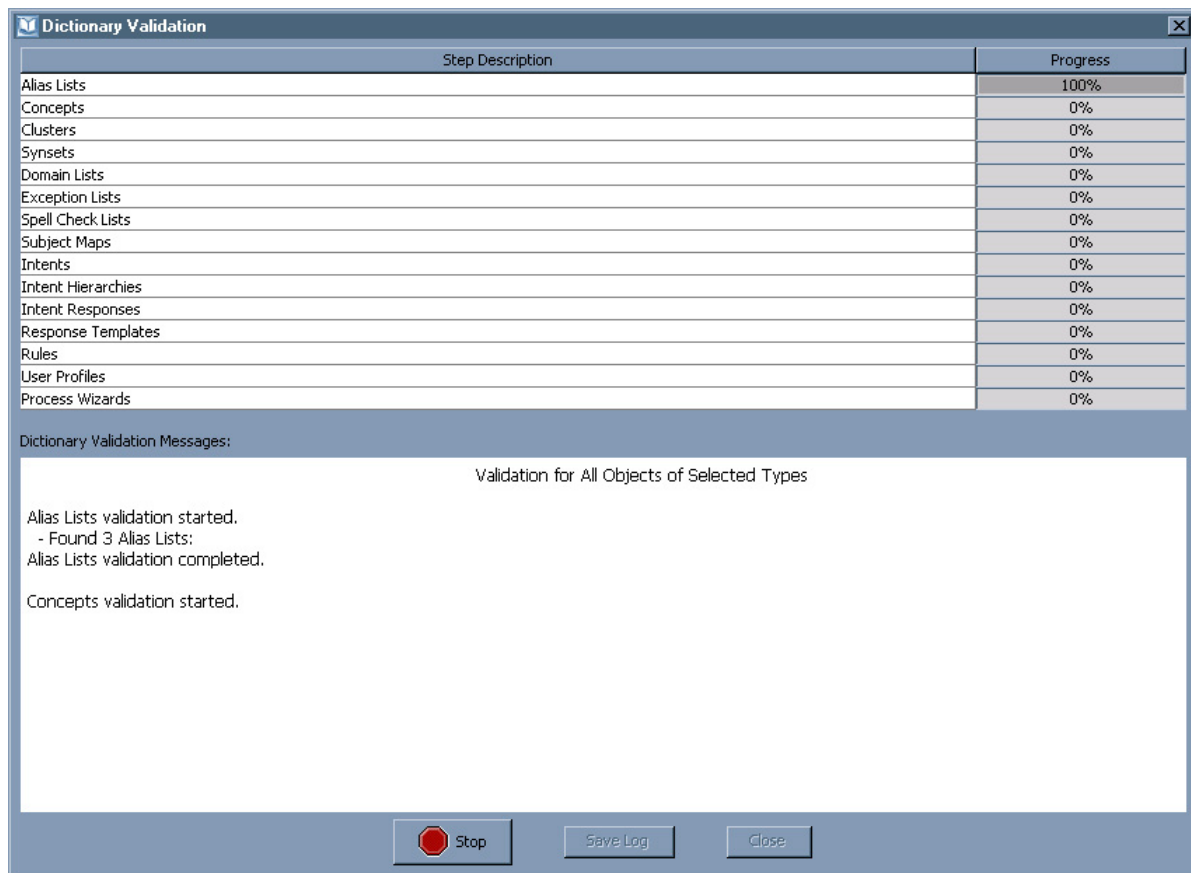 Dictionary Validation
Step Description Progress
Alias Lists 100%
Concepts 0%
Clusters 0%
Synsets 0%
Domain Lists 0%
Exception Lists 0%
Spell Check Lists 0%
Subject Maps 0%
Intents 0%
Intent Hierarchies 0%
Intent Responses 0%
Response Templates 0%
Rules 0%
User Profiles 0%
Process Wizards 0%
Dictionary Validation Messages:
Validation for All Objects of Selected Types
Alias Lists validation started.
- Found 3 Alias Lists:
Alias Lists validation completed.
Concepts validation started.
Stop Save Log Close